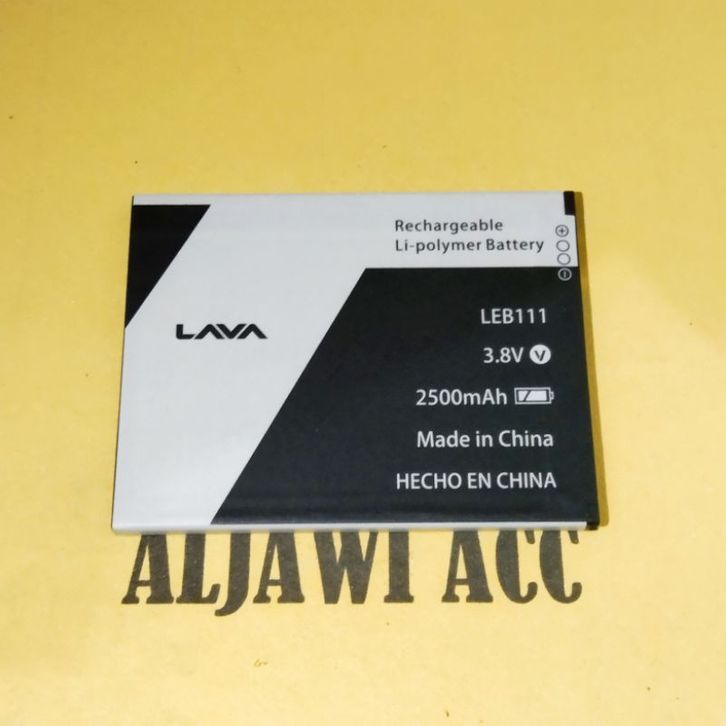 Rechargeable
Li-polymer Battery
LAVA
LEB111
3.8V V
2500mAh
Made in China
HECHO EN CHINA
ALJAWI ACC